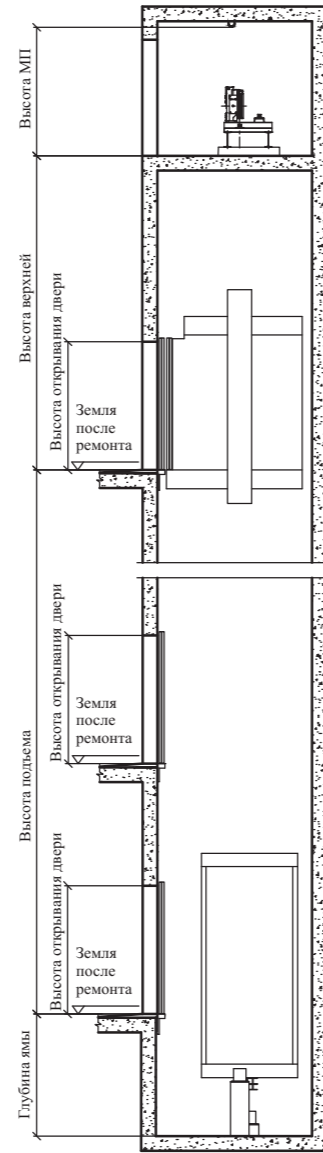 Высота МП
Высота верхней
Высота открывания двери
Земля
после
ремонта
Высота подъема
Высота открывания двери
Земля
после
ремонта
Высота открывания двери
Земля
после
ремонта
Глубина ямы